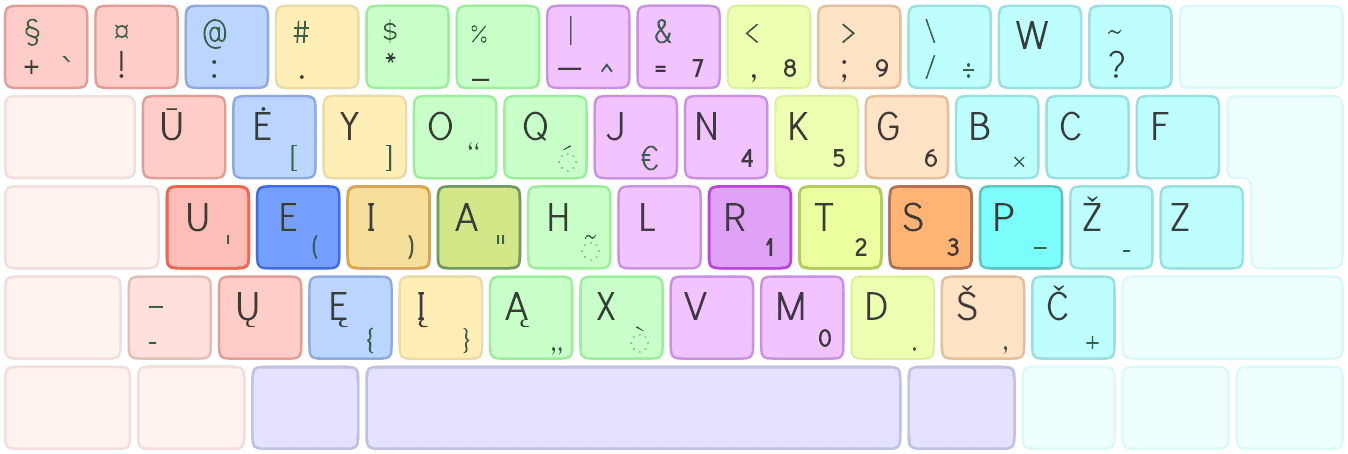 § ¤ @ # $ % | & < > \ W ~
+ ` ! : . * _ — ^ = 7 , 8 ; 9 / ÷ ?
Ū Ė Y O Q J N K G B C F
[ ] “ ́ € 4 5 6 ×
U E I A H L R T S P Ž Z
' ( ) " ̃ 1 2 3 – -
– Ų Ę Į Ą X V M D Š Č
- { } „ ̀ 0 . , +